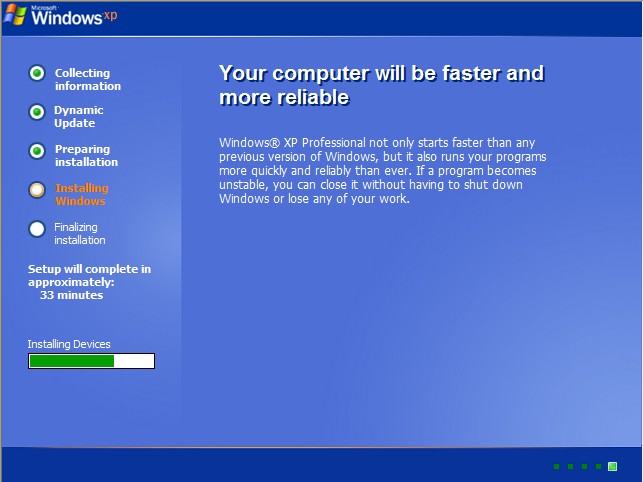 Microsoft
Windows xp
Collecting
information
Dynamic
Update
Preparing
installation
Installing
Windows
Finalizing
installation
Setup will complete in
approximately:
33 minutes
Installing Devices
Your computer will be faster and
more reliable
Windows® XP Professional not only starts faster than any
previous version of Windows, but it also runs your programs
more quickly and reliably than ever. If a program becomes
unstable, you can close it without having to shut down
Windows or lose any of your work.